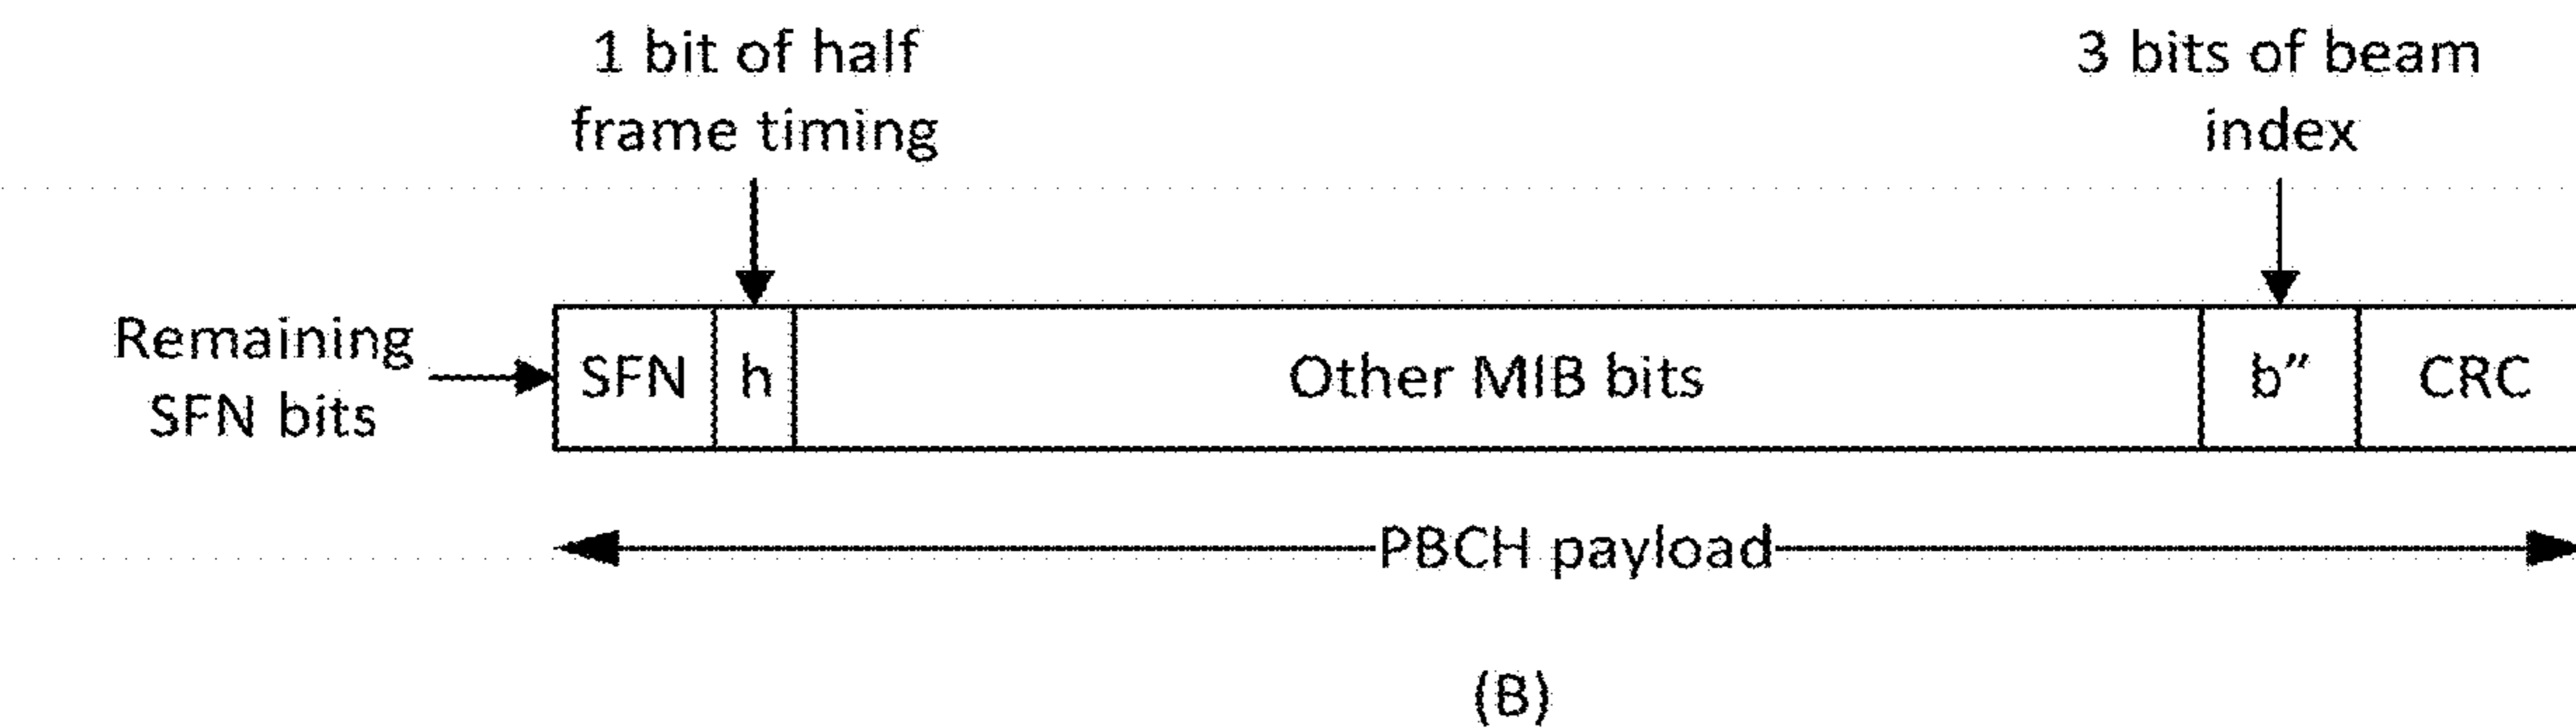 1 bit of half
frame timing
3 bits of beam
index
Remaining
SFN bits
SFN
h
Other MIB bits
b”
CRC
PBCH payload
(B)